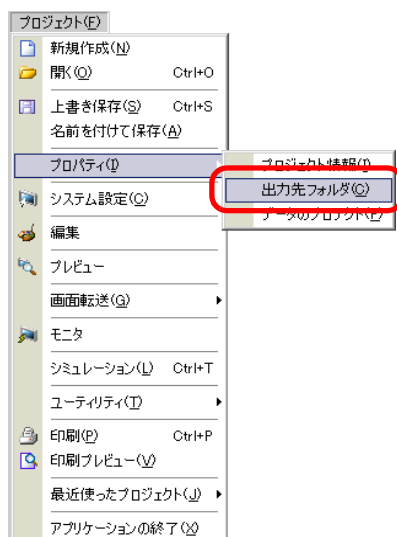 プロジェクト(F)
新規作成(N)
開く(O) Ctrl+O
上書き保存(S) Ctrl+S
名前を付けて保存(A)
プロパティ(I)
プロジェクト情報(I)
出力先フォルダ(C)
データのプロテクト(P)
システム設定(C)
編集
プレビュー
画面転送(G)
モニタ
シミュレーション(L) Ctrl+T
ユーティリティ(T)
印刷(P) Ctrl+P
印刷プレビュー(V)
最近使ったプロジェクト(J)
アプリケーションの終了(X)